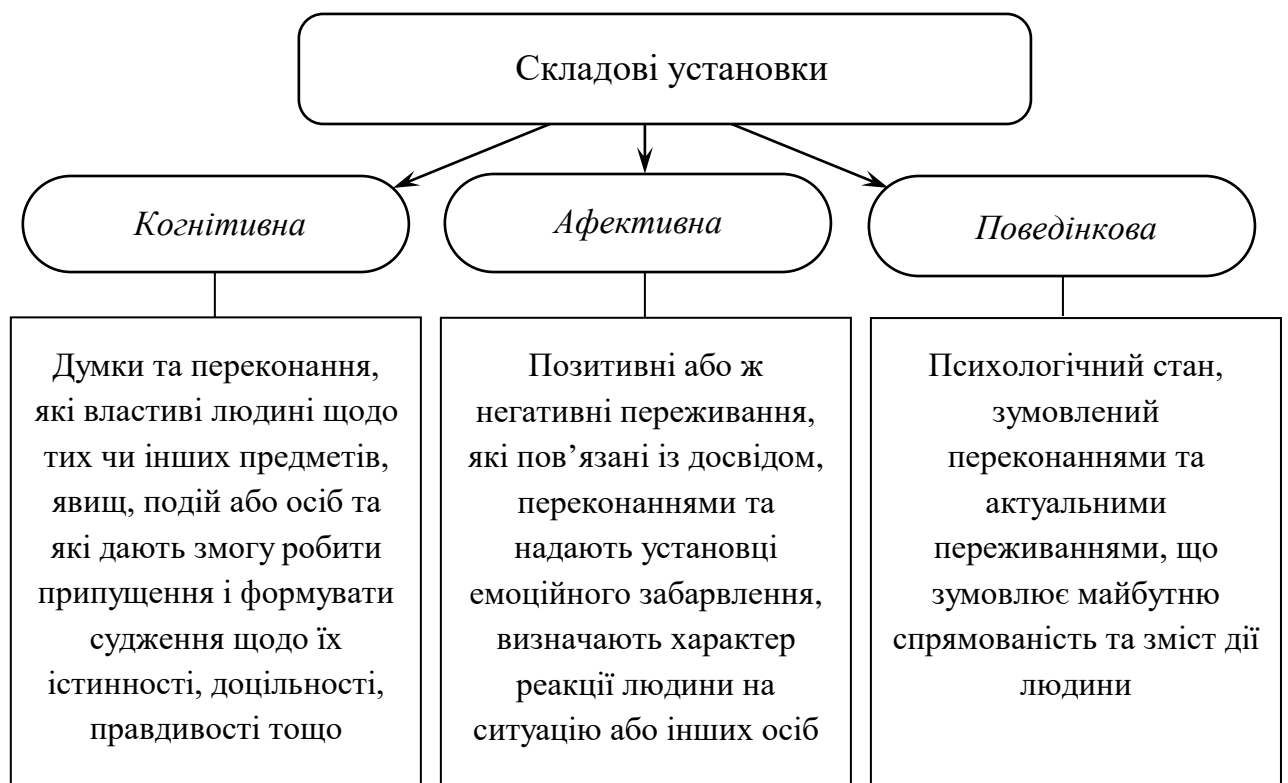 Складові установки
Когнітивна
Афективна
Поведінкова
Думки та переконання,
які властиві людині щодо
тих чи інших предметів,
явищ, подій або осіб та
які дають змогу робити
припущення і формувати
судження щодо їх
істинності, доцільності,
правдивості тощо
Позитивні або ж
негативні переживання,
які пов’язані із досвідом,
переконаннями та
надають установці
емоційного забарвлення,
визначають характер
реакції людини на
ситуацію або інших осіб
Психологічний стан,
зумовлений
переконаннями та
актуальними
переживаннями, що
зумовлює майбутню
спрямованість та зміст дії
людини